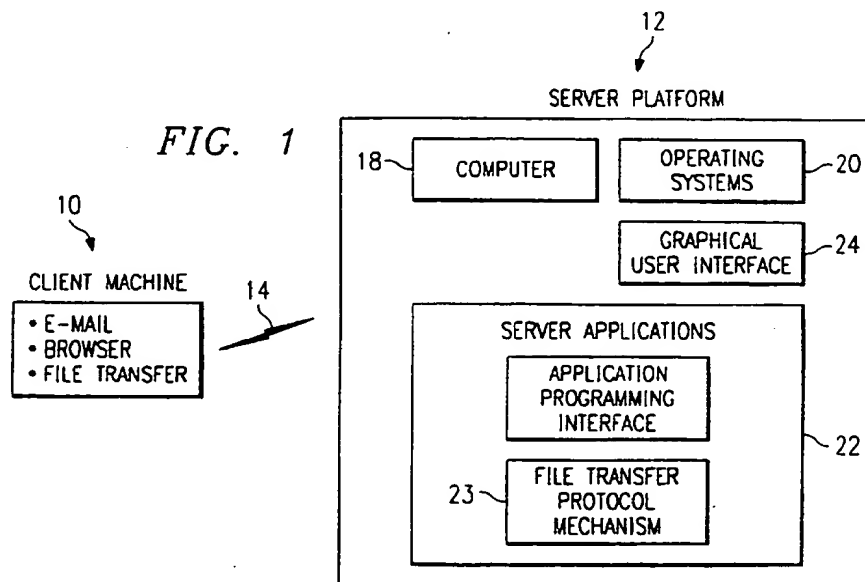 12
SERVER PLATFORM
FIG. 1
18
COMPUTER
OPERATING
SYSTEMS
20
10
GRAPHICAL
USER INTERFACE
24
CLIENT MACHINE
• E-MAIL
• BROWSER
• FILE TRANSFER
14
SERVER APPLICATIONS
APPLICATION
PROGRAMMING
INTERFACE
22
23
FILE TRANSFER
PROTOCOL
MECHANISM